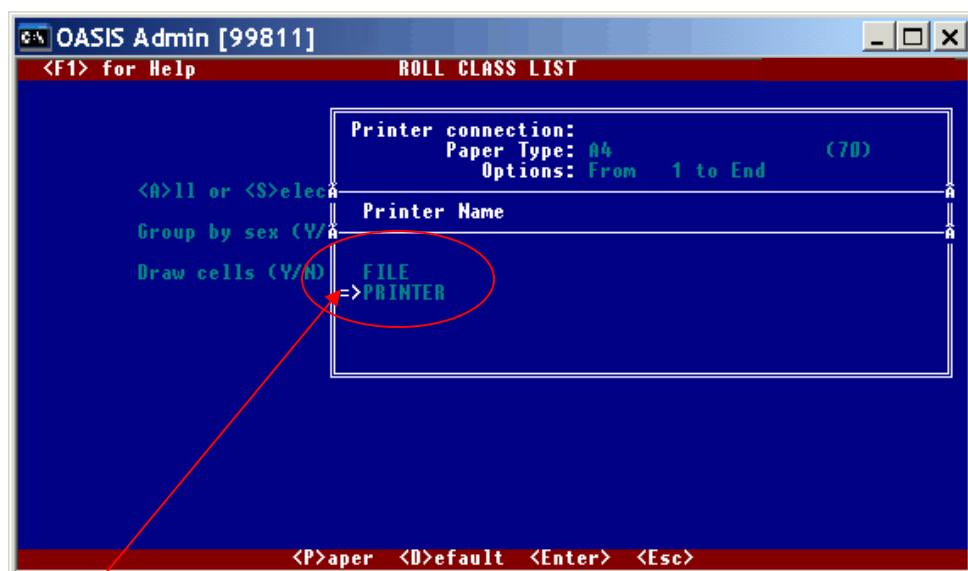 OASIS Admin [99811]
<F1> for Help ROLL CLASS LIST
Printer connection:
Paper Type: A4 (70)
Options: From 1 to End
<A>ll or <S>elec
Printer Name
Group by sex (Y/
Draw cells (Y/N) FILE
=>PRINTER
<P>aper <D>efault <Enter> <Esc>